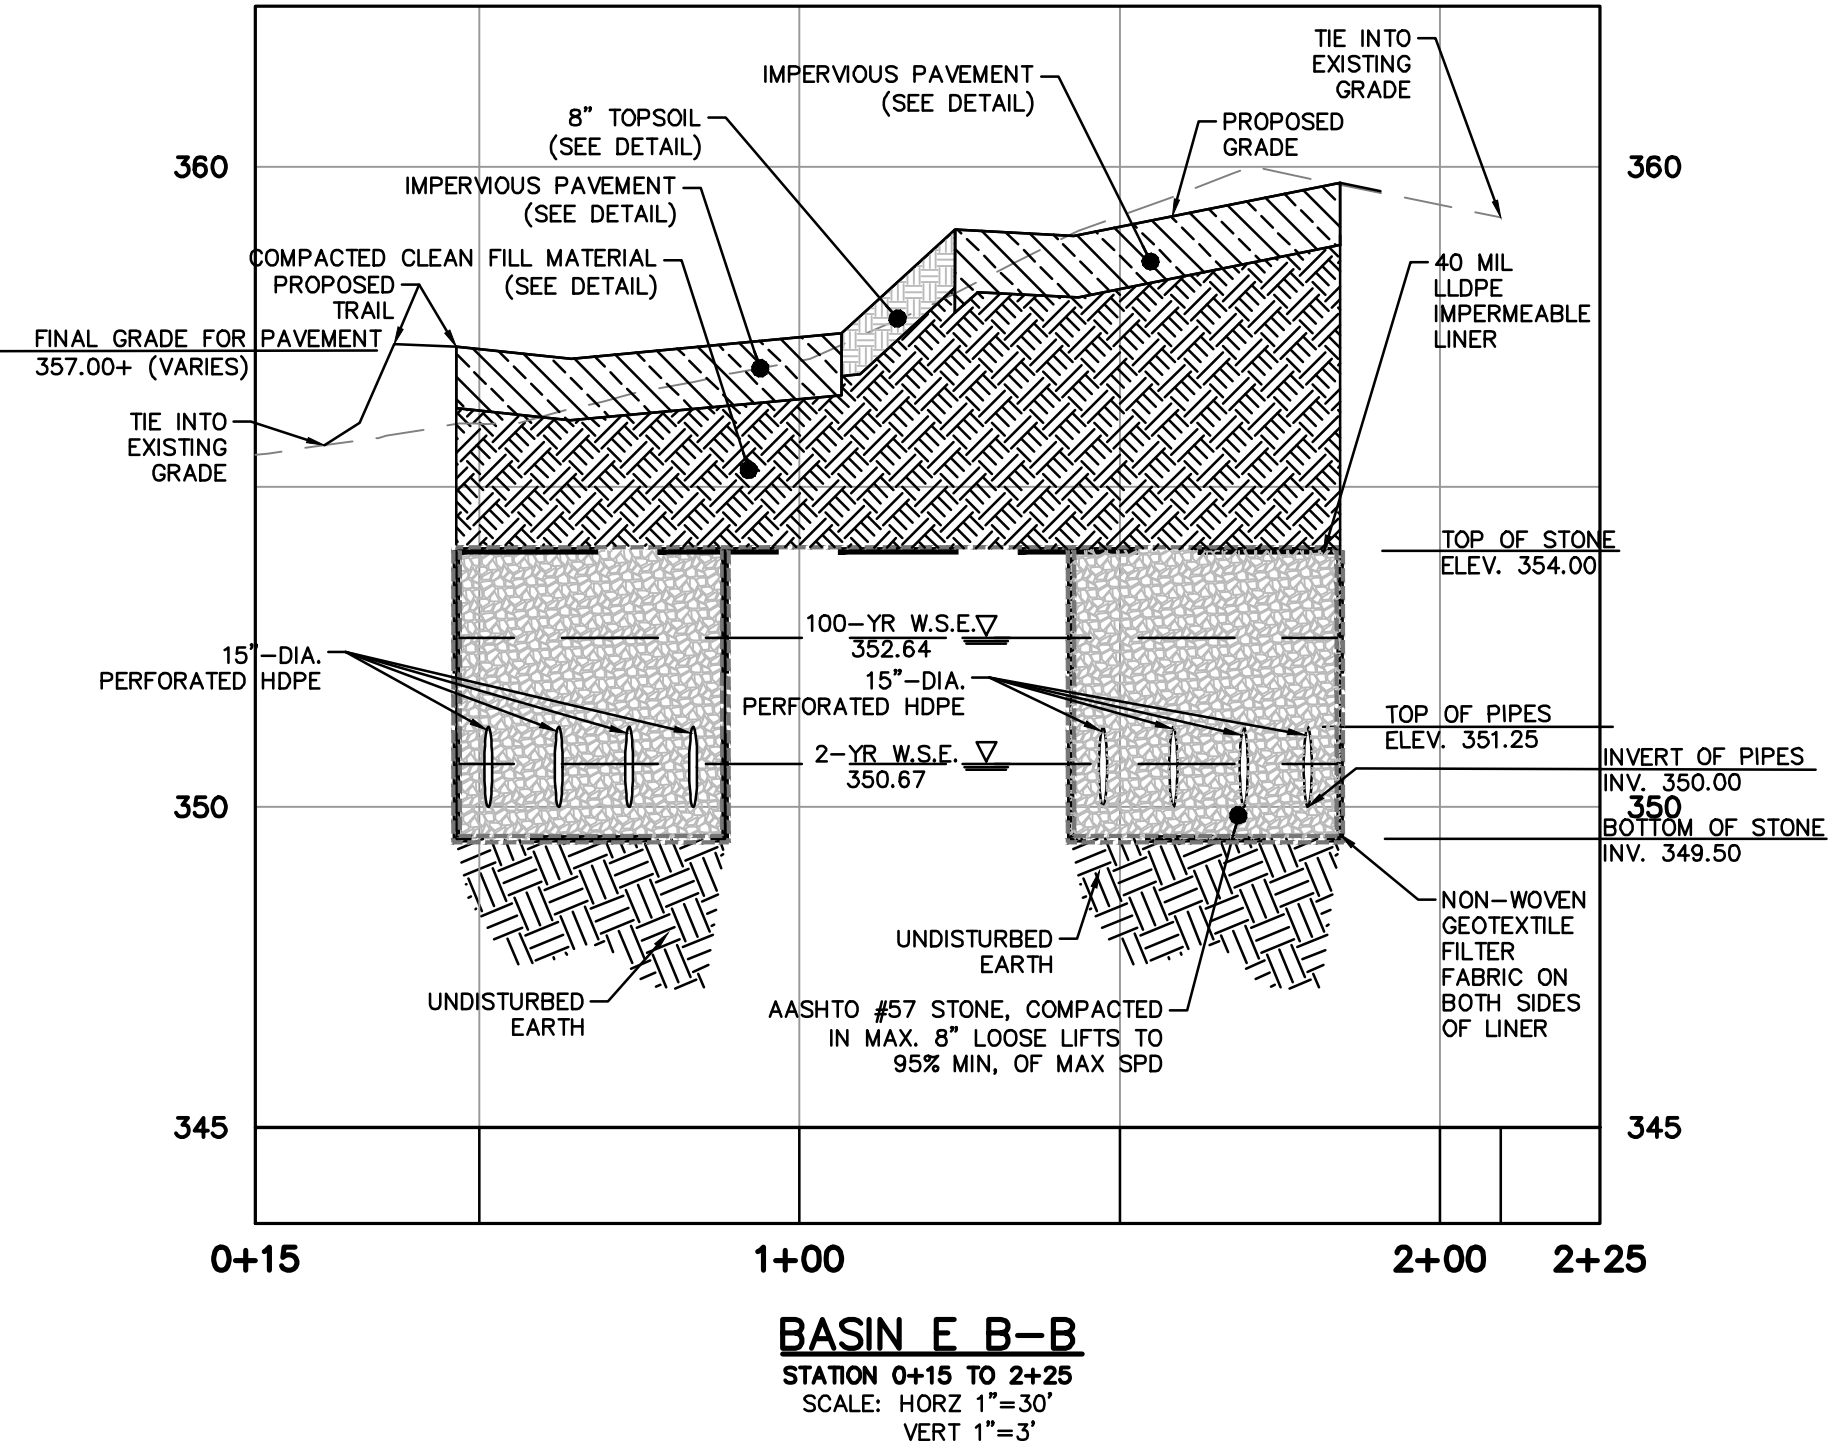 TIE INTO
EXISTING
GRADE
IMPERVIOUS PAVEMENT
(SEE DETAIL)
8" TOPSOIL
(SEE DETAIL)
PROPOSED
GRADE
360
360
IMPERVIOUS PAVEMENT
(SEE DETAIL)
COMPACTED CLEAN FILL MATERIAL
(SEE DETAIL)
PROPOSED
TRAIL
40 MIL
LLDPE
IMPERMEABLE
LINER
FINAL GRADE FOR PAVEMENT
357.00+ (VARIES)
TIE INTO
EXISTING
GRADE
TOP OF STONE
ELEV. 354.00
100-YR W.S.E.
352.64
15"-DIA.
PERFORATED HDPE
15"-DIA.
PERFORATED HDPE
TOP OF PIPES
ELEV. 351.25
2-YR W.S.E.
350.67
INVERT OF PIPES
INV. 350.00
350
350
BOTTOM OF STONE
INV. 349.50
NON-WOVEN
GEOTEXTILE
FILTER
FABRIC ON
BOTH SIDES
OF LINER
UNDISTURBED
EARTH
UNDISTURBED
EARTH
AASHTO #57 STONE, COMPACTED
IN MAX. 8" LOOSE LIFTS TO
95% MIN, OF MAX SPD
345
345
0+15 1+00 2+00 2+25
BASIN E B-B
STATION 0+15 TO 2+25
SCALE: HORZ 1"=30'
VERT 1"=3'